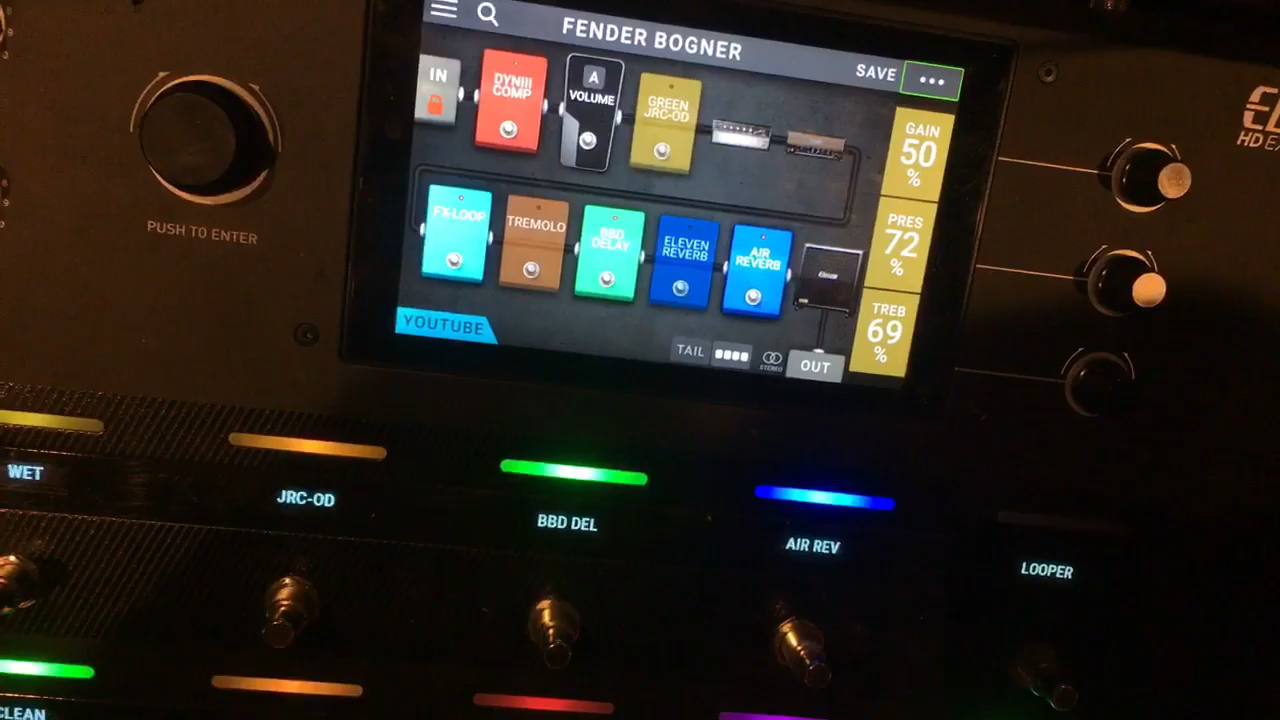 FENDER BOGNER
SAVE
IN
DYNIII
COMP
A
VOLUME
GREEN
JRC-OD
GAIN
50
%
HD E
PUSH TO ENTER
FX-LOOP
TREMOLO
BBD
DELAY
ELEVEN
REVERB
AIR
REVERB
PRES
72
%
TREB
69
%
YOUTUBE
TAIL
STEREO
OUT
WET
JRC-OD
BBD DEL
AIR REV
LOOPER
CLEAN